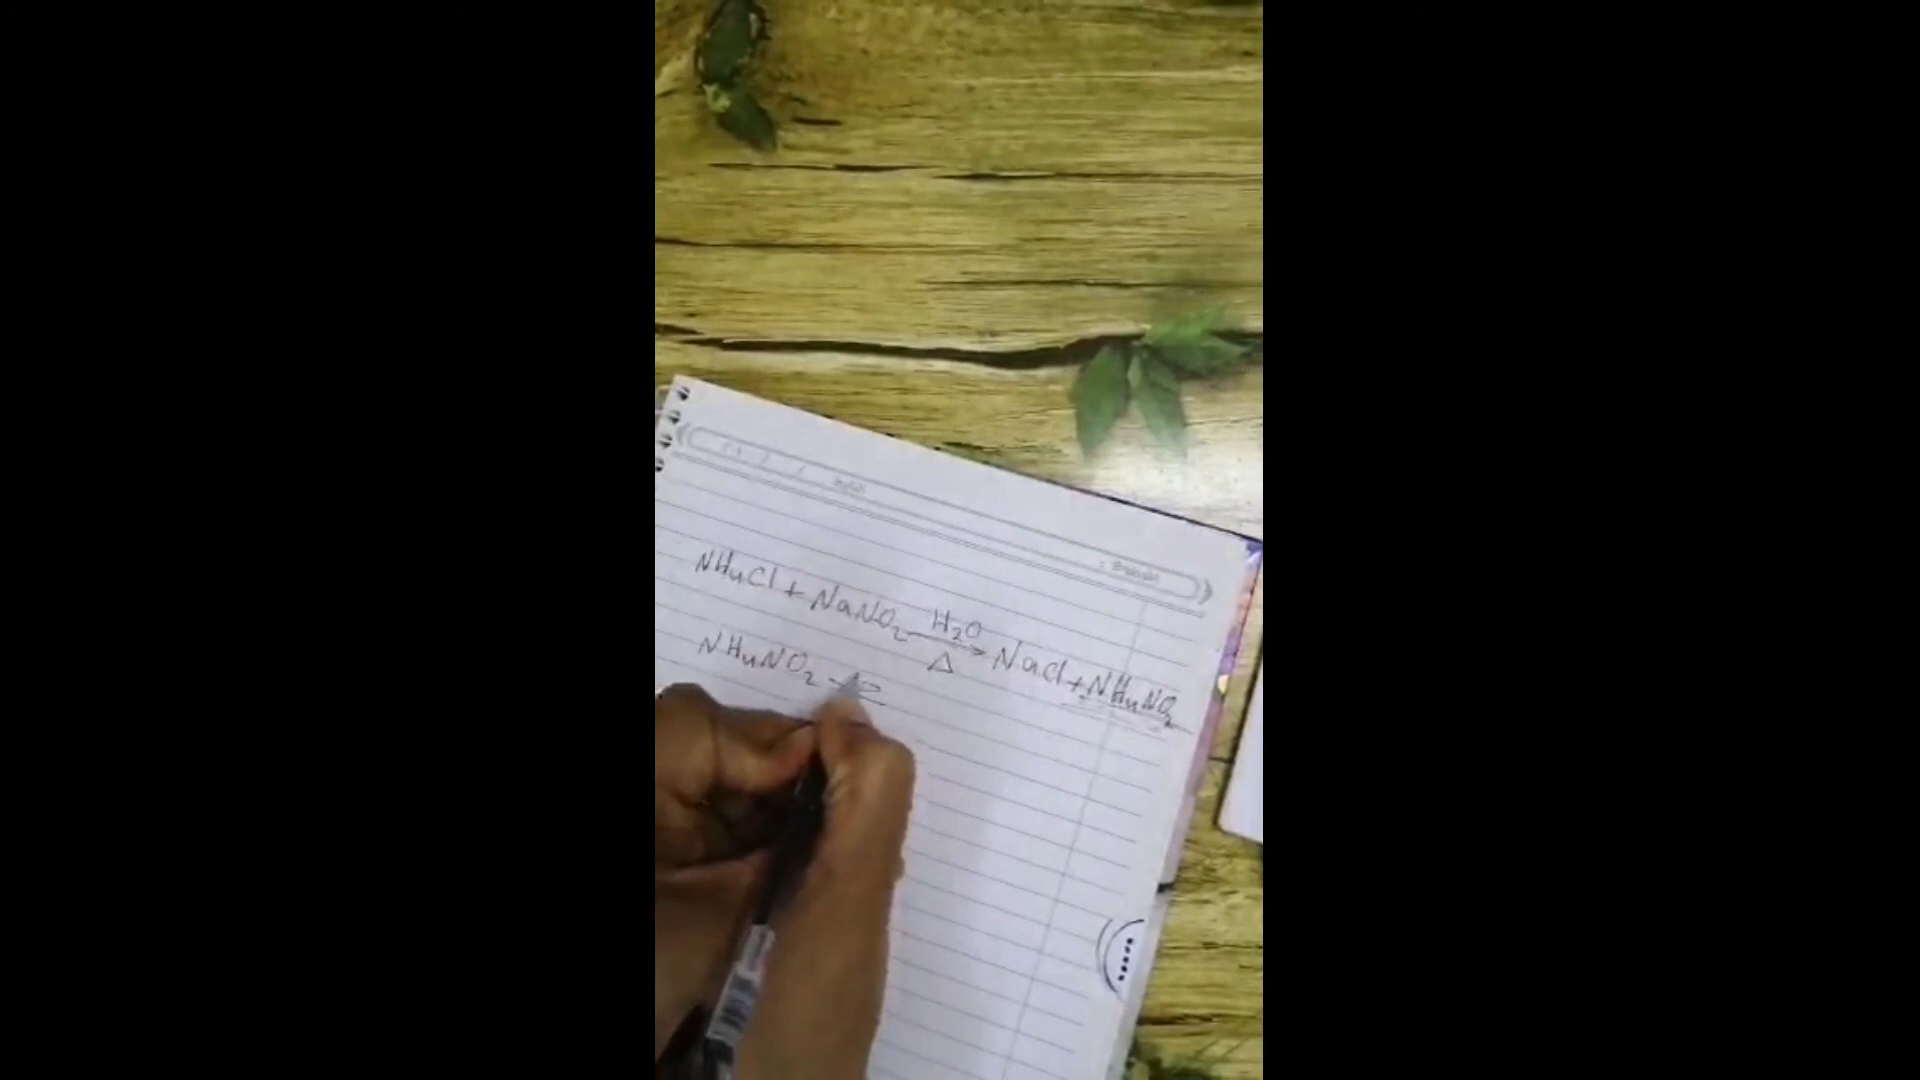 NH₄Cl + NaNO₂ —H₂O/Δ→ NaCl + NH₄NO₂
NH₄NO₂